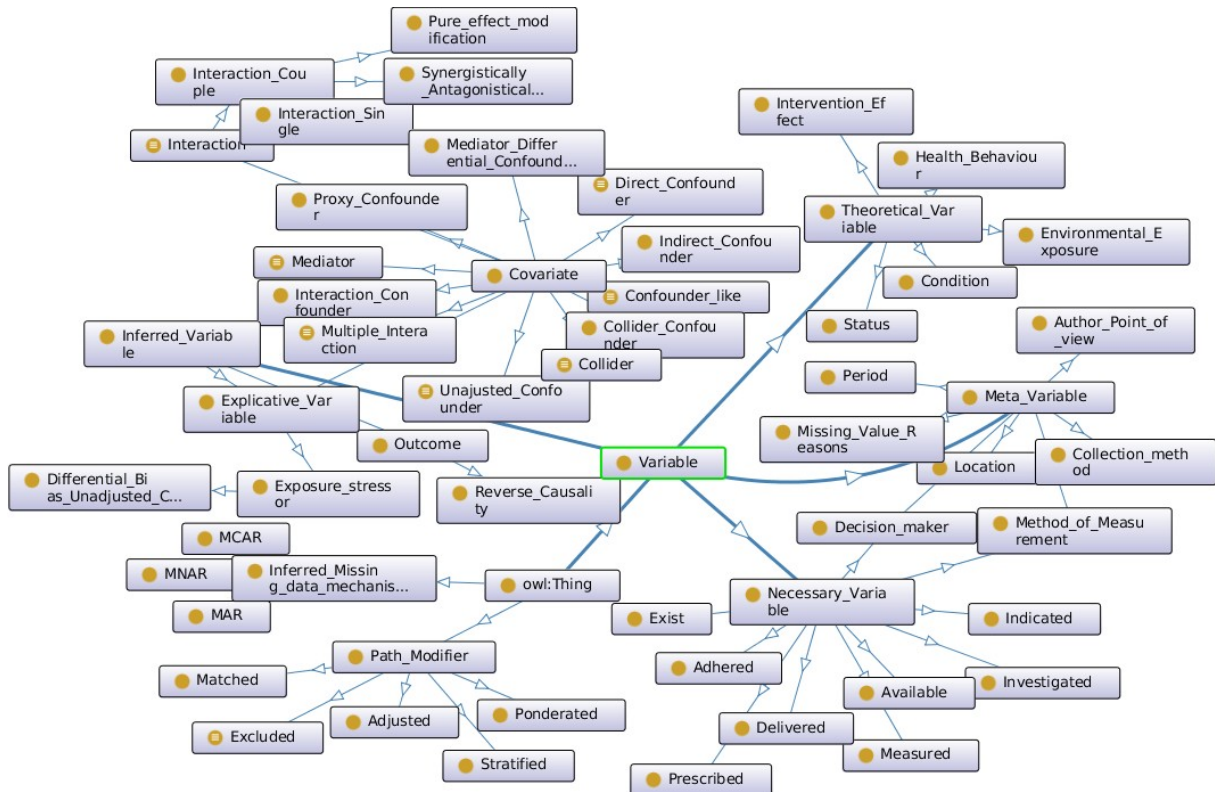 Pure_effect_mod
ification
Interaction_Cou
ple
Synergistically
_Antagonistical...
Interaction_Sin
gle
Interaction
Mediator_Differ
ential_Confound...
Direct_Confoun­der
Proxy_Confounde
r
Indirect_Confou
nder
Covariate
Mediator
Interaction_Con
founder
Confounder_like
Multiple_Intera
ction
Collider_Confou
nder
Collider
Inferred_Variab
le
Unajusted_Confo
under
Explicative_Var
iable
Outcome
Differential_Bi
as_Unadjusted_C...
Exposure_stress
or
Reverse_Causali
ty
MCAR
MNAR
MAR
Inferred_Missin
g_data_mechanis...
owl:Thing
Path_Modifier
Matched
Excluded
Adjusted
Ponderated
Stratified
Variable
Intervention_Ef
fect
Health_Behaviou
r
Theoretical_Var
iable
Environmental_E
xposure
Condition
Status
Author_Point_of
_view
Period
Meta_Variable
Missing_Value_R
easons
Location
Collection_meth
od
Decision_maker
Method_of_Measu
rement
Necessary_Varia
ble
Exist
Indicated
Adhered
Investigated
Available
Delivered
Measured
Prescribed